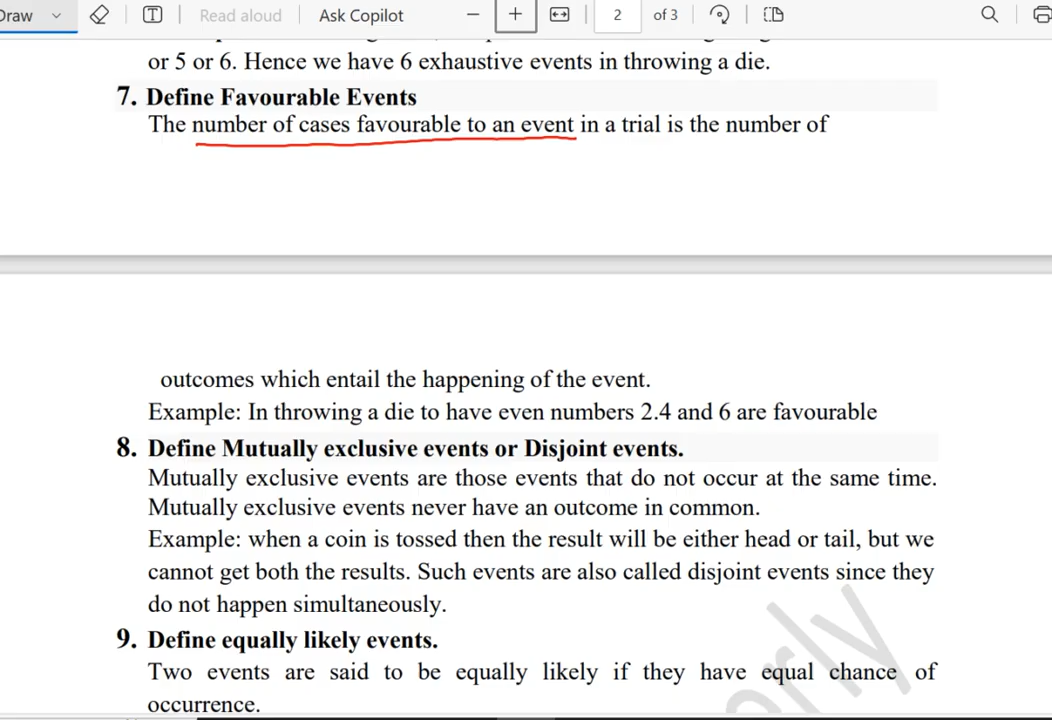 Draw
Read aloud
Ask Copilot
2
of 3
or 5 or 6. Hence we have 6 exhaustive events in throwing a die.
7. Define Favourable Events
The number of cases favourable to an event in a trial is the number of
outcomes which entail the happening of the event.
Example: In throwing a die to have even numbers 2.4 and 6 are favourable
8. Define Mutually exclusive events or Disjoint events.
Mutually exclusive events are those events that do not occur at the same time.
Mutually exclusive events never have an outcome in common.
Example: when a coin is tossed then the result will be either head or tail, but we
cannot get both the results. Such events are also called disjoint events since they
do not happen simultaneously.
9. Define equally likely events.
Two events are said to be equally likely if they have equal chance of
occurrence.
erly